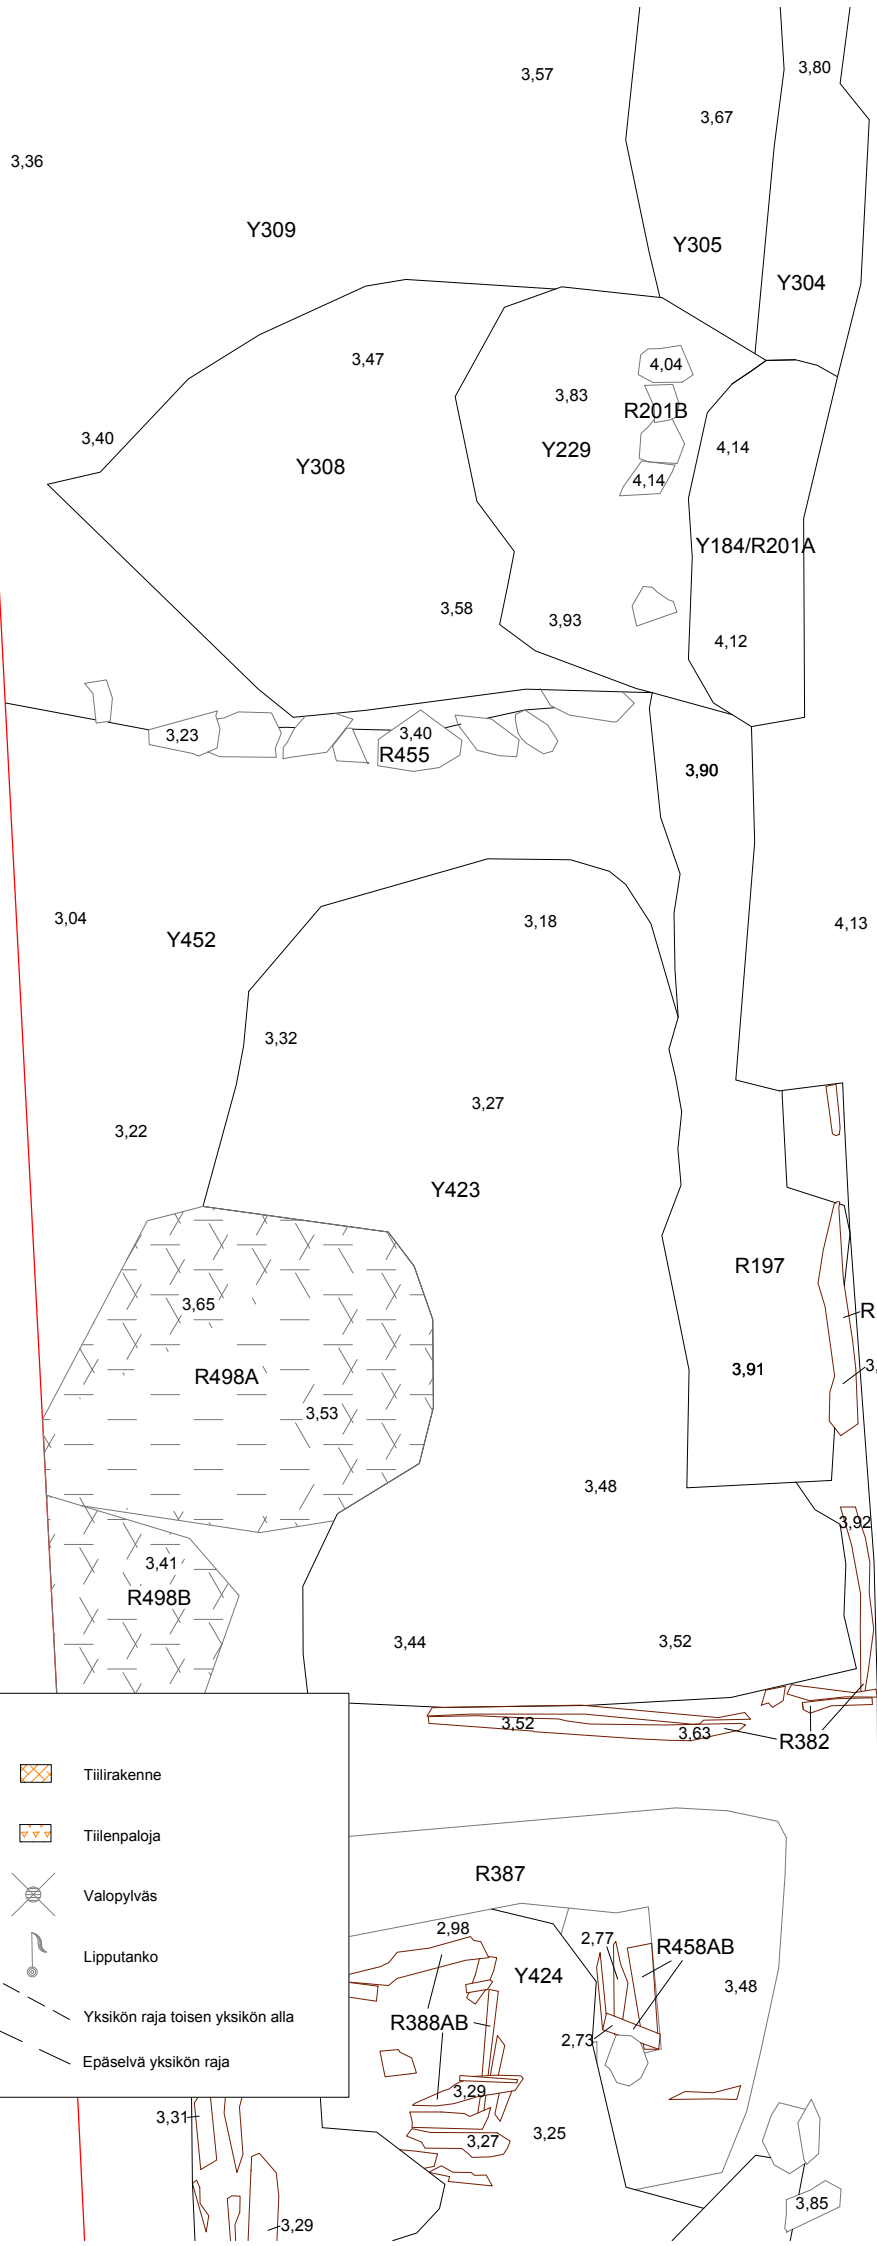 3,57
3,80
3,67
3,36
Y309
Y305
Y304
3,47
4,04
3,83
R201B
3,40
Y229
4,14
Y308
4,14
Y184/R201A
3,58
3,93
4,12
3,23
3,40
R455
3,90
3,04
3,18
4,13
Y452
3,32
3,27
3,22
Y423
R197
3,65
R
3,91
3,
R498A
3,53
3,48
3,92
3,41
R498B
3,44
3,52
3,52
3,63
R382
Tiilirakenne
Tiilenpaloja
R387
Valopylväs
2,98
2,77
R458AB
Lipputanko
Y424
3,48
Yksikön raja toisen yksikön alla
R388AB
2,73
Epäselvä yksikön raja
3,29
3,31
3,27
3,25
3,85
3,29